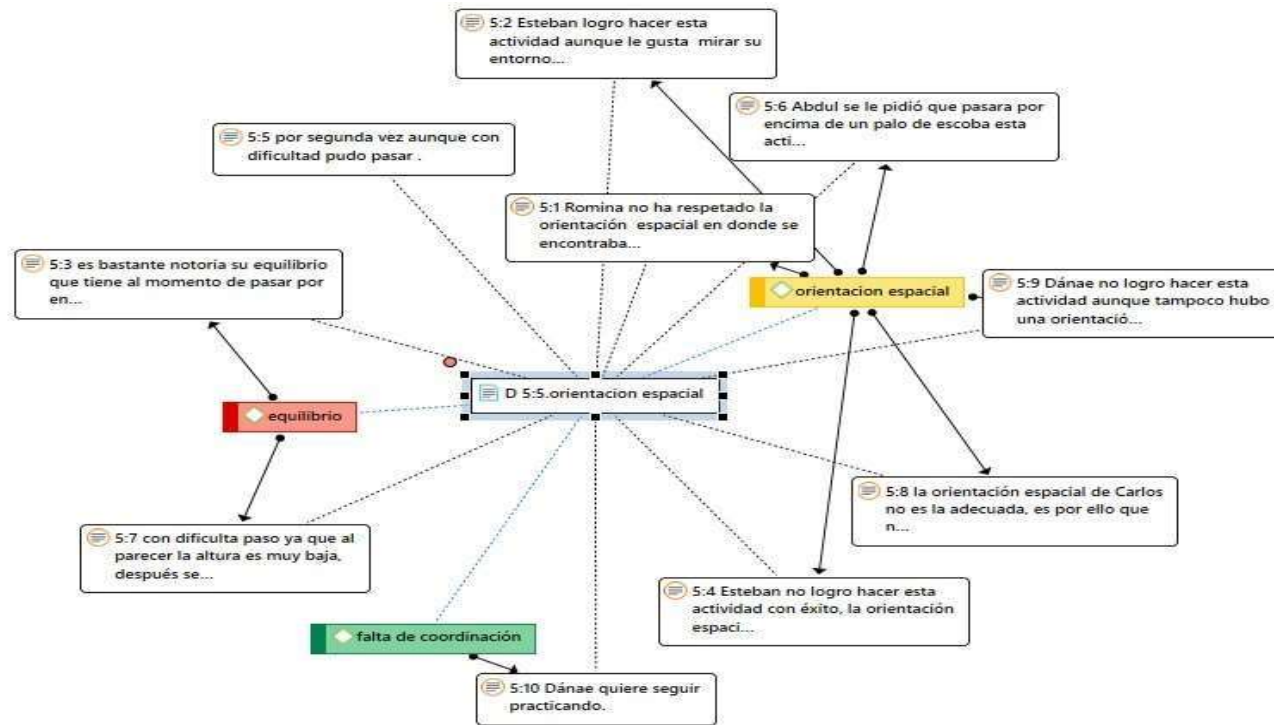 5:2 Esteban logro hacer esta
actividad aunque le gusta mirar su
entorno...
5:6 Abdul se le pidió que pasara por
encima de un palo de escoba esta
acti...
5:5 por segunda vez aunque con
dificultad pudo pasar .
5:1 Romina no ha respetado la
orientación espacial en donde se
encontraba...
5:3 es bastante notoria su equilibrio
que tiene al momento de pasar por
en...
orientacion espacial
5:9 Dánae no logro hacer esta
actividad aunque tampoco hubo
una orientació...
D 5:5.orientacion espacial
equilibrio
5:8 la orientación espacial de Carlos
no es la adecuada, es por ello que
n...
5:7 con dificulta paso ya que al
parecer la altura es muy baja,
después se...
5:4 Esteban no logro hacer esta
actividad con éxito, la orientación
espaci...
falta de coordinación
5:10 Dánae quiere seguir
practicando.